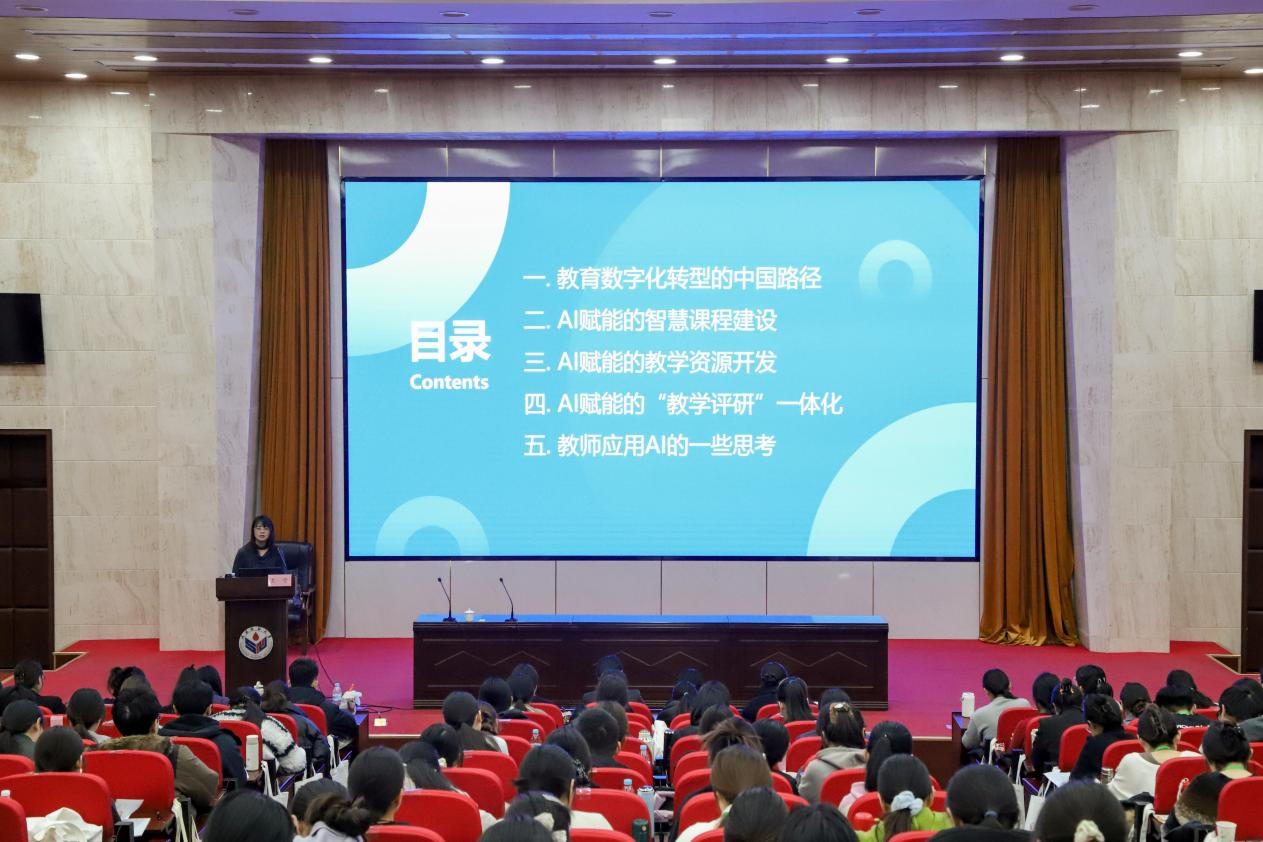 目录
Contents
一. 教育数字化转型的中国路径
二. AI赋能的智慧课程建设
三. AI赋能的教学资源开发
四. AI赋能的“教学评研”一体化
五. 教师应用AI的一些思考